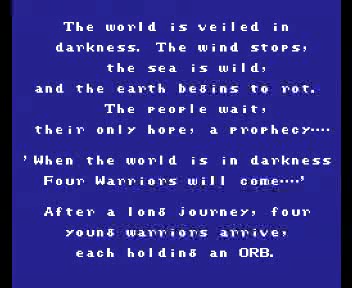 The world is veiled in
darkness. The wind stops,
the sea is wild,
and the earth begins to rot.
The people wait,
their only hope, a prophecy....
'When the world is in darkness
Four Warriors will come....'
After a long journey, four
young warriors arrive,
each holding an ORB.